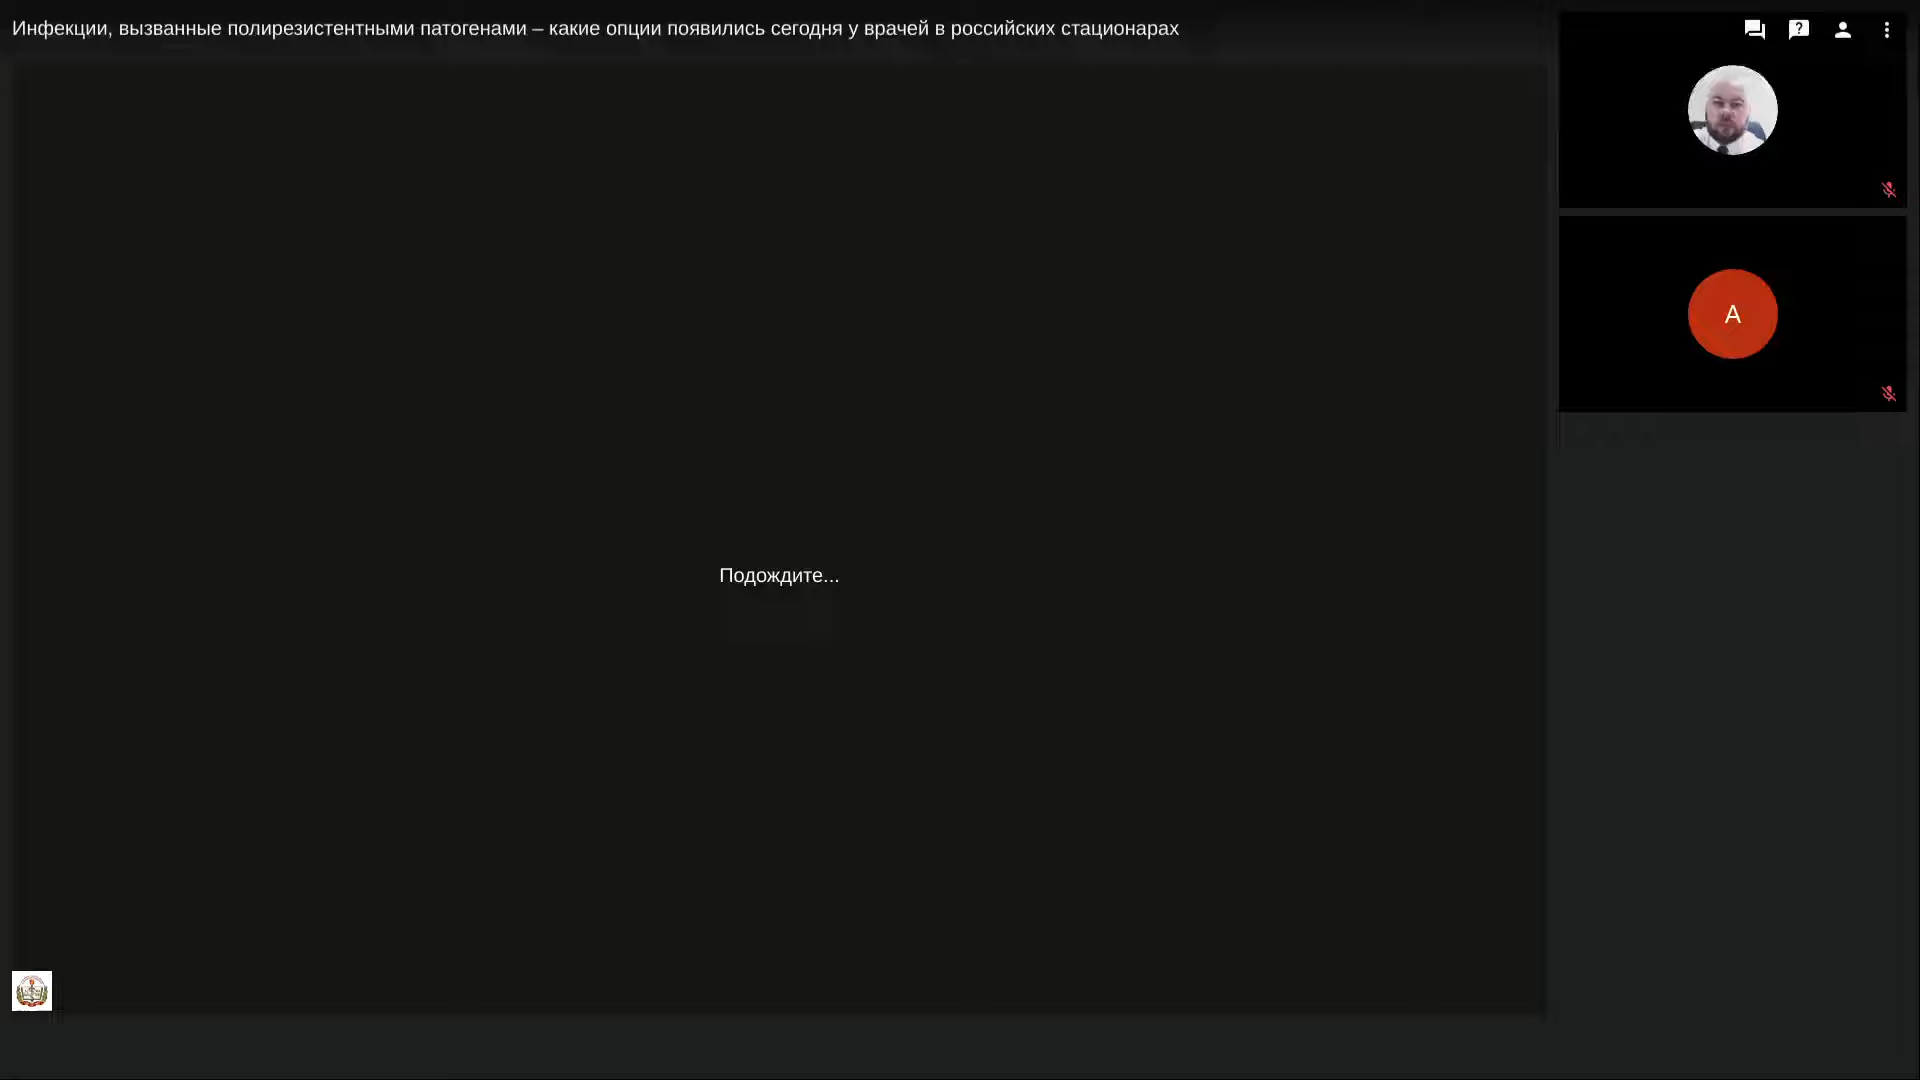 Инфекции, вызванные полирезистентными патогенами – какие опции появились сегодня у врачей в российских стационарах
A
Подождите...